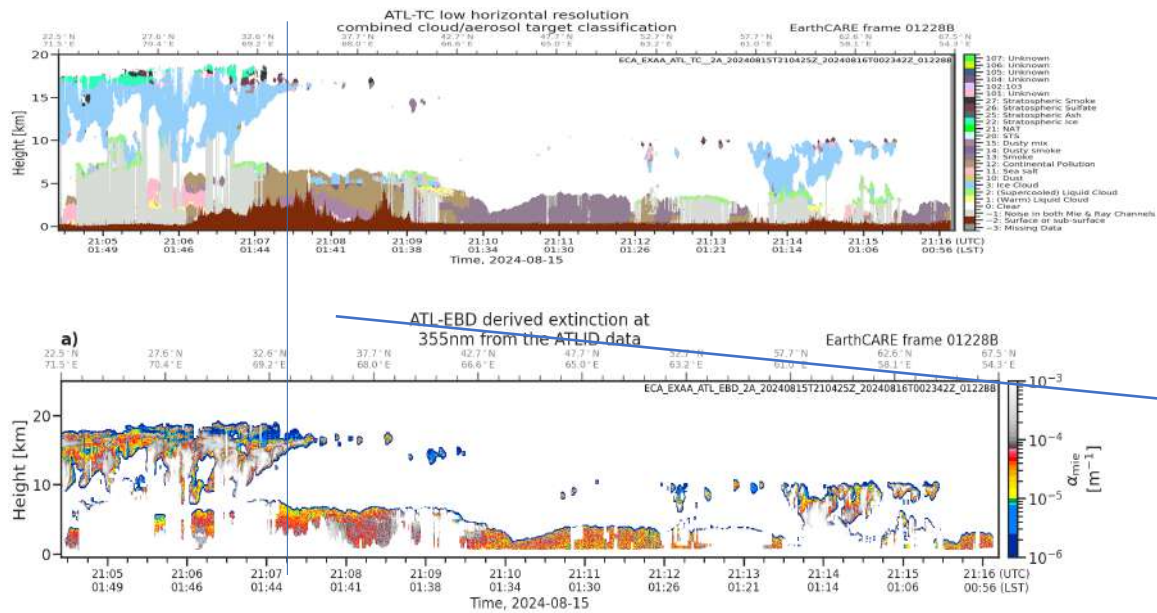 ATL-TC low horizontal resolution
combined cloud/aerosol target classification
EarthCARE frame 01228B
22.5°N 27.6°N 32.6°N 37.7°N 42.7°N 47.7°N 52.7°N 57.7°N 62.6°N 67.5°N
71.5°E 70.4°E 69.2°E 68.0°E 66.6°E 65.0°E 63.2°E 61.0°E 58.1°E 54.3°E
ECA_EXAA_ATL_TC__2A_20240815T210425Z_20240816T002342Z_01228B
Height [km]
20
15
10
5
0
107: Unknown
106: Unknown
105: Unknown
104: Unknown
102:103
101: Unknown
27: Stratospheric Smoke
26: Stratospheric Sulfate
25: Stratospheric Ash
22: Stratospheric Ice
21: NAT
20: STS
15: Dusty mix
14: Dusty smoke
13: Smoke
12: Continental Pollution
11: Sea salt
10: Dust
3: Ice Cloud
2: (Supercooled) Liquid Cloud
1: (Warm) Liquid Cloud
0: Clear
−1: Noise in both Mie & Ray Channels
−2: Surface or sub-surface
−3: Missing Data
21:05 21:06 21:07 21:08 21:09 21:10 21:11 21:12 21:13 21:14 21:15 21:16 (UTC)
01:49 01:46 01:44 01:41 01:38 01:34 01:30 01:26 01:21 01:14 01:06 00:56 (LST)
Time, 2024-08-15
a)
ATL-EBD derived extinction at
355nm from the ATLID data
EarthCARE frame 01228B
22.5°N 27.6°N 32.6°N 37.7°N 42.7°N 47.7°N 52.7°N 57.7°N 62.6°N 67.5°N
71.5°E 70.4°E 69.2°E 68.0°E 66.6°E 65.0°E 63.2°E 61.0°E 58.1°E 54.3°E
ECA_EXAA_ATL_EBD_2A_20240815T210425Z_20240816T002342Z_01228B
Height [km]
20
10
0
10⁻³
10⁻⁴
10⁻⁵
10⁻⁶
αmie
[m⁻¹]
21:05 21:06 21:07 21:08 21:09 21:10 21:11 21:12 21:13 21:14 21:15 21:16 (UTC)
01:49 01:46 01:44 01:41 01:38 01:34 01:30 01:26 01:21 01:14 01:06 00:56 (LST)
Time, 2024-08-15